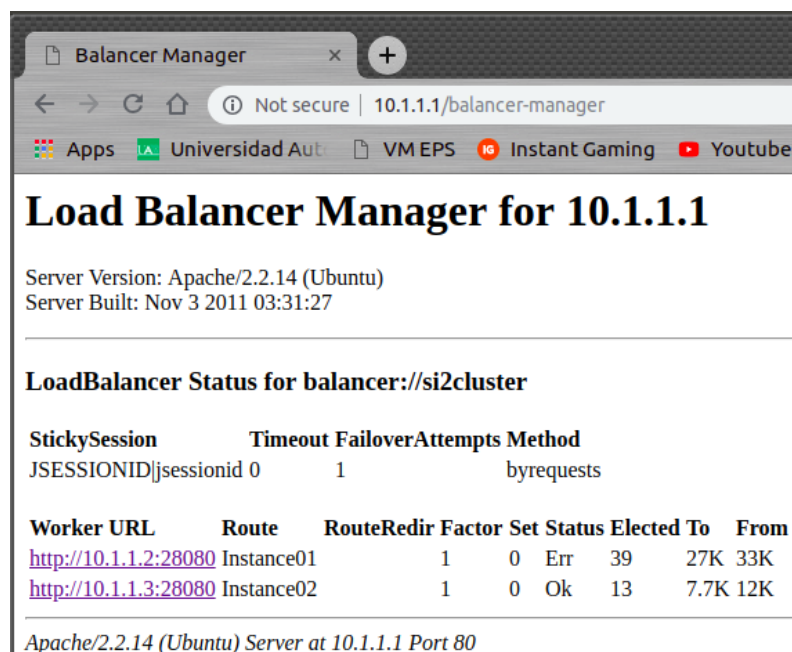 Balancer Manager
Not secure | 10.1.1.1/balancer-manager
Apps Universidad Aut VM EPS IG Instant Gaming Youtube
Load Balancer Manager for 10.1.1.1
Server Version: Apache/2.2.14 (Ubuntu)
Server Built: Nov 3 2011 03:31:27
LoadBalancer Status for balancer://si2cluster
StickySession Timeout FailoverAttempts Method
JSESSIONID|jsessionid 0 1 byrequests
Worker URL Route RouteRedir Factor Set Status Elected To From
http://10.1.1.2:28080 Instance01 1 0 Err 39 27K 33K
http://10.1.1.3:28080 Instance02 1 0 Ok 13 7.7K 12K
Apache/2.2.14 (Ubuntu) Server at 10.1.1.1 Port 80